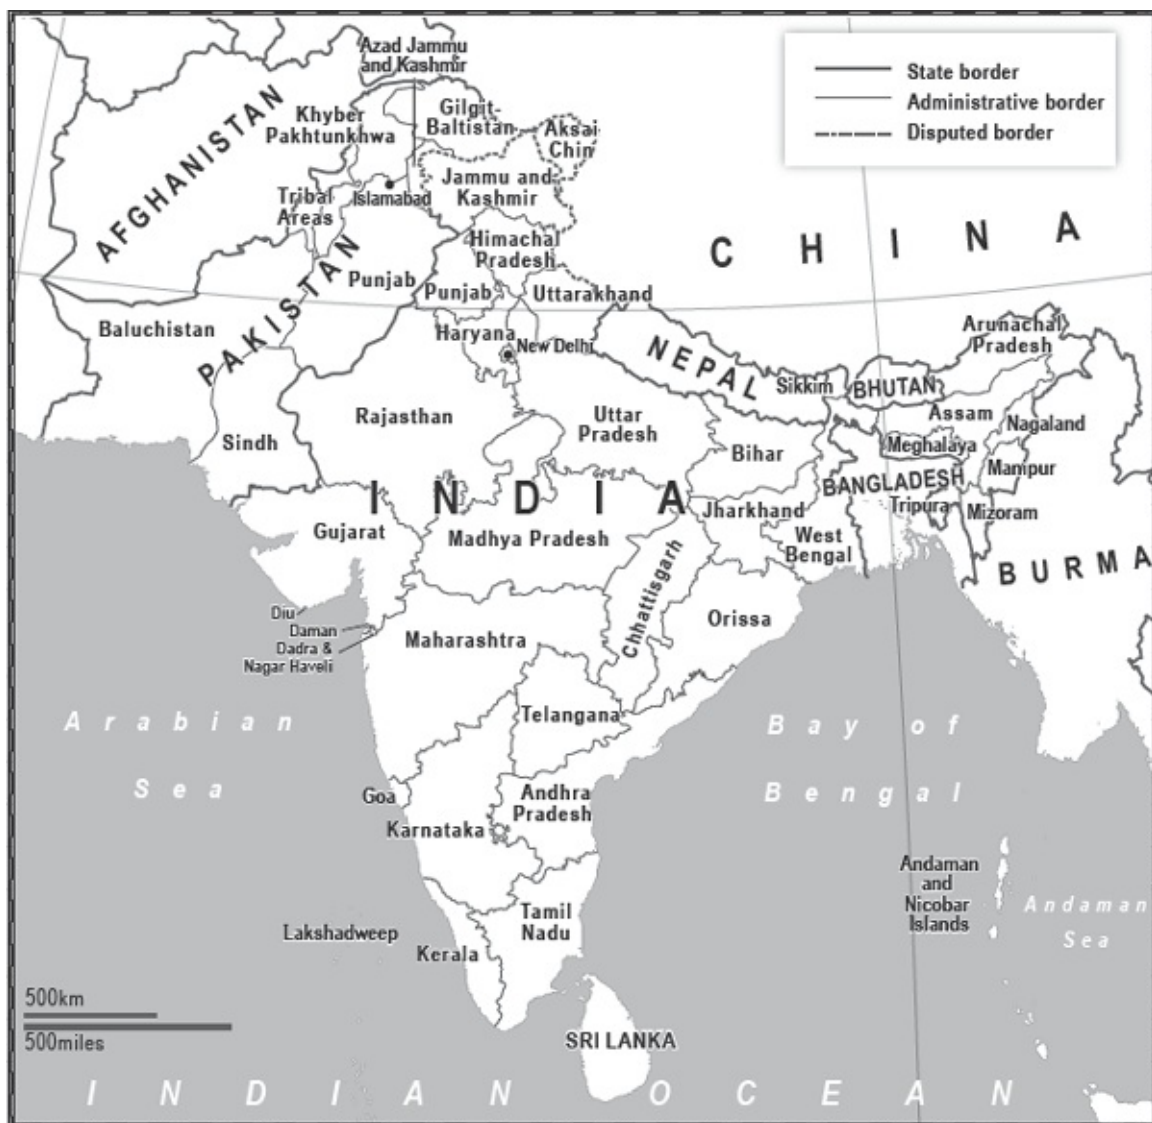 State border
Administrative border
Disputed border
Azad Jammu
and Kashmir
Gilgit-
Baltistan
Khyber
Pakhtunkhwa
Aksai
Chin
AFGHANISTAN
Jammu and
Kashmir
Islamabad
Tribal
Areas
CHINA
Himachal
Pradesh
Punjab
Punjab
Uttarakhand
PAKISTAN
Baluchistan
Haryana
New Delhi
NEPAL
Sikkim
BHUTAN
Arunachal
Pradesh
Rajasthan
Uttar
Pradesh
Assam
Nagaland
Sindh
Bihar
Meghalaya
Manipur
BANGLADESH
INDIA
Jharkhand
Tripura
Mizoram
Gujarat
Madhya Pradesh
West
Bengal
BURMA
Chhattisgarh
Diu
Daman
Dadra &
Nagar Haveli
Maharashtra
Orissa
Arabian
Sea
Telangana
Bay of
Bengal
Goa
Andhra
Pradesh
Karnataka
Andaman
and
Nicobar
Islands
Andaman
Sea
Tamil
Nadu
Lakshadweep
Kerala
500km
500miles
SRI LANKA
INDIAN OCEAN